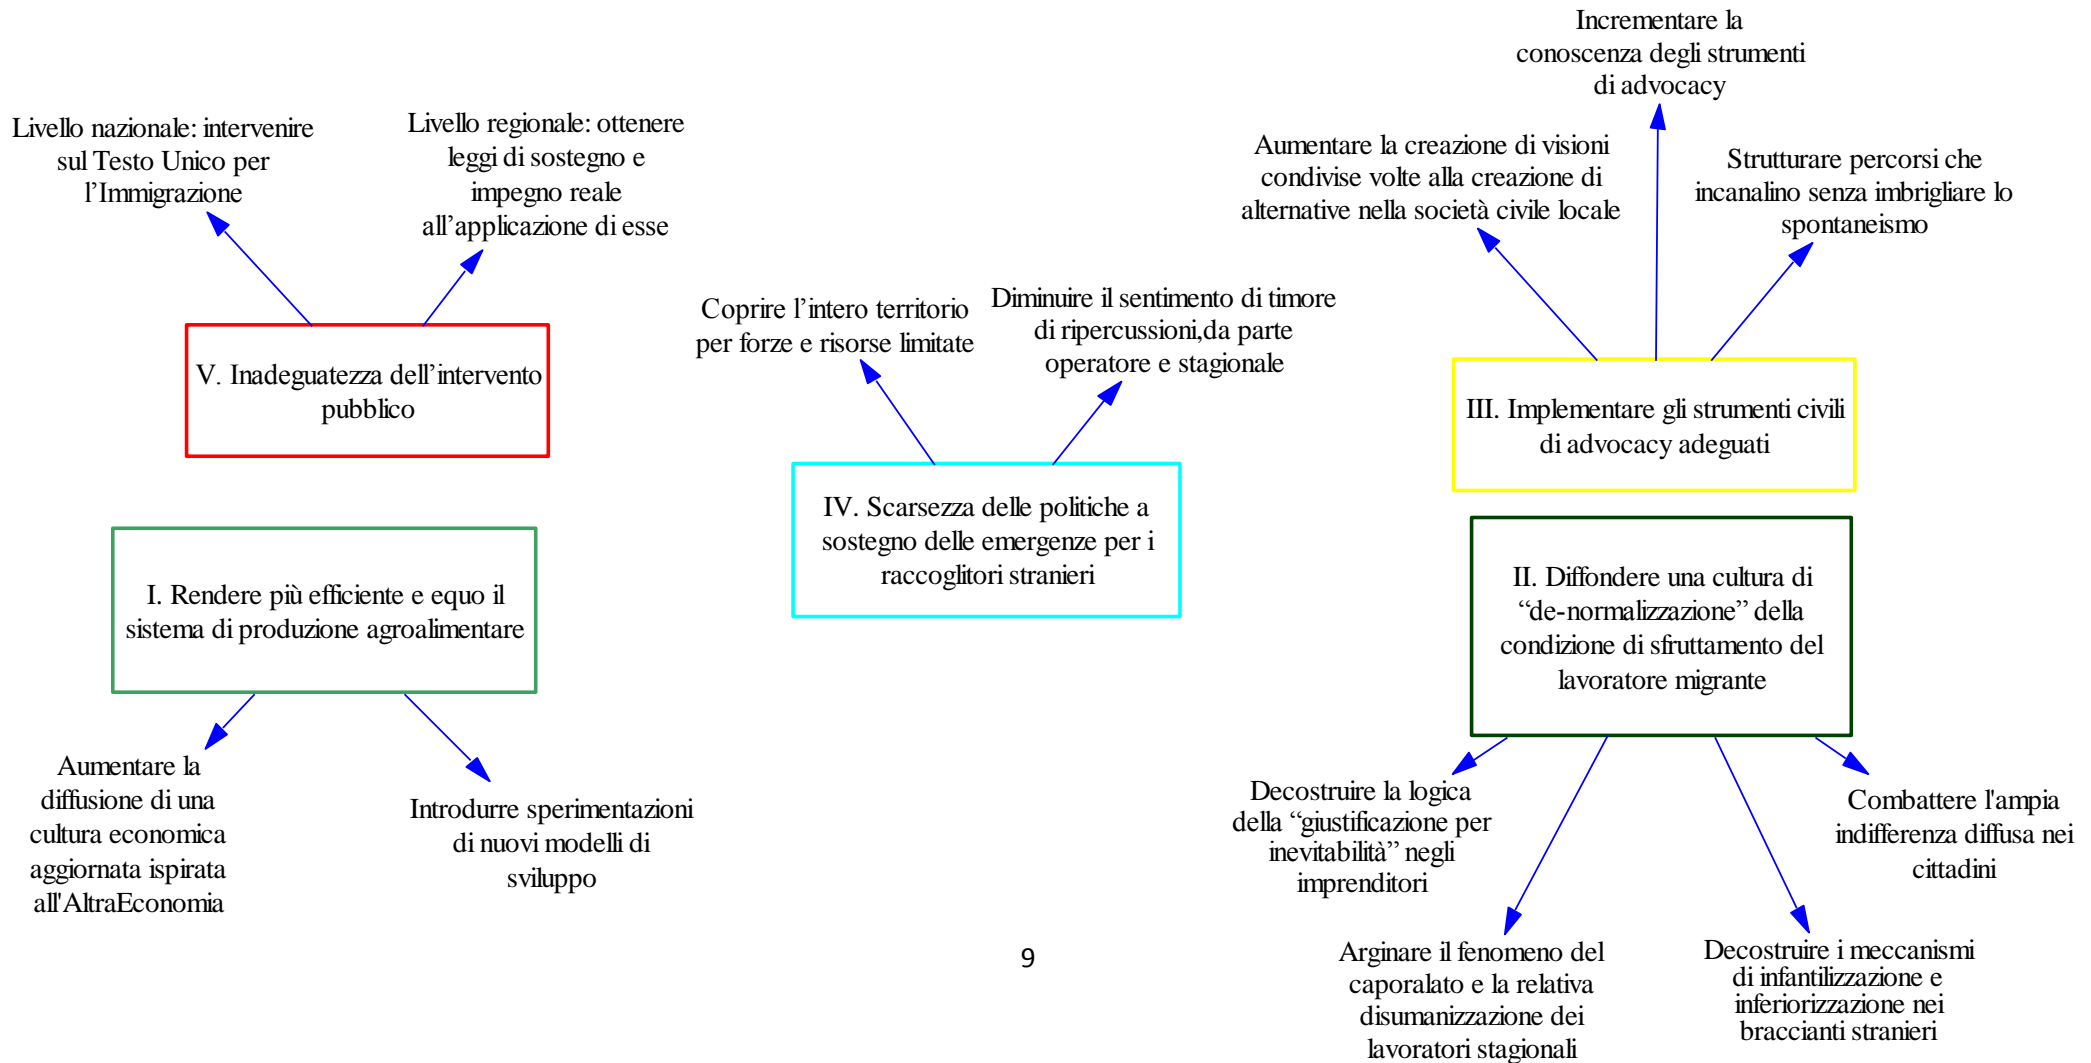 Livello nazionale: intervenire
sul Testo Unico per
l’Immigrazione
Livello regionale: ottenere
leggi di sostegno e
impegno reale
all’applicazione di esse
V. Inadeguatezza dell’intervento
pubblico
Coprire l’intero territorio
per forze e risorse limitate
Diminuire il sentimento di timore
di ripercussioni,da parte
operatore e stagionale
IV. Scarsezza delle politiche a
sostegno delle emergenze per i
raccoglitori stranieri
Incrementare la
conoscenza degli strumenti
di advocacy
Aumentare la creazione di visioni
condivise volte alla creazione di
alternative nella società civile locale
Strutturare percorsi che
incanalino senza imbrigliare lo
spontaneismo
III. Implementare gli strumenti civili
di advocacy adeguati
I. Rendere più efficiente e equo il
sistema di produzione agroalimentare
Aumentare la
diffusione di una
cultura economica
aggiornata ispirata
all'AltraEconomia
Introdurre sperimentazioni
di nuovi modelli di
sviluppo
II. Diffondere una cultura di
“de-normalizzazione” della
condizione di sfruttamento del
lavoratore migrante
Decostruire la logica
della “giustificazione per
inevitabilità” negli
imprenditori
Arginare il fenomeno del
caporalato e la relativa
disumanizzazione dei
lavoratori stagionali
Decostruire i meccanismi
di infantilizzazione e
inferiorizzazione nei
braccianti stranieri
Combattere l'ampia
indifferenza diffusa nei
cittadini
9